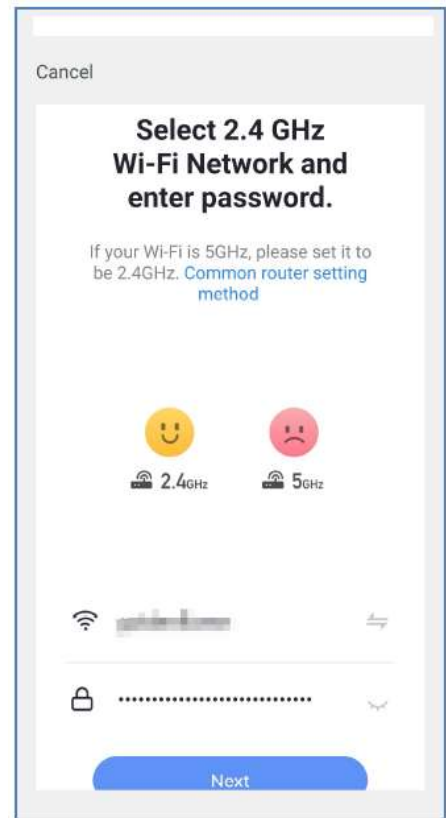 Cancel
Select 2.4 GHz
Wi-Fi Network and
enter password.
If your Wi-Fi is 5GHz, please set it to
be 2.4GHz. Common router setting
method
2.4GHz 5GHz
Next